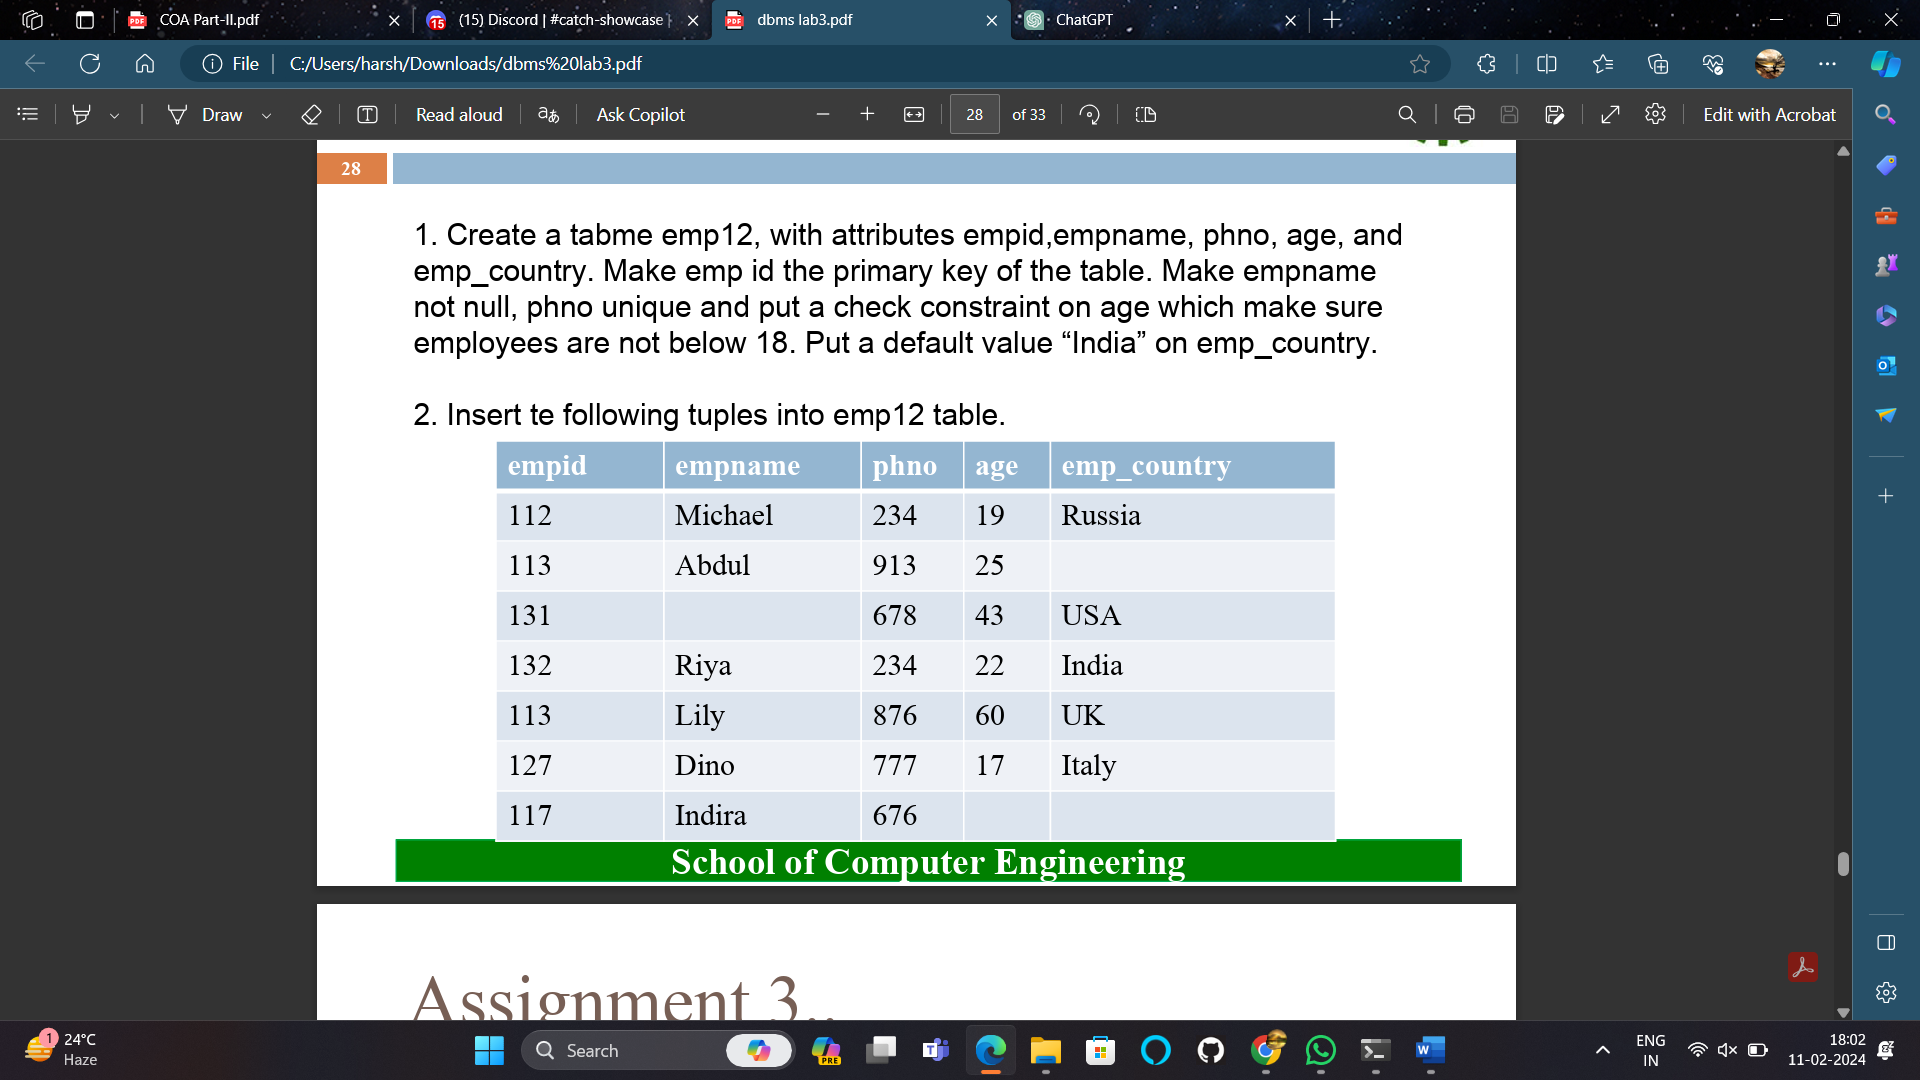 COA Part-II.pdf
(15) Discord | #catch-showcase
dbms lab3.pdf
ChatGPT
File
C:/Users/harsh/Downloads/dbms%20lab3.pdf
Draw
Read aloud
Ask Copilot
28
of 33
Edit with Acrobat
28
1. Create a tabme emp12, with attributes empid,empname, phno, age, and
emp_country. Make emp id the primary key of the table. Make empname
not null, phno unique and put a check constraint on age which make sure
employees are not below 18. Put a default value “India” on emp_country.
2. Insert te following tuples into emp12 table.
empid empname phno age emp_country
112 Michael 234 19 Russia
113 Abdul 913 25
131 678 43 USA
132 Riya 234 22 India
113 Lily 876 60 UK
127 Dino 777 17 Italy
117 Indira 676
School of Computer Engineering
Assignment 3..
1
24°C
Haze
Search
PRE
ENG
IN
18:02
11-02-2024